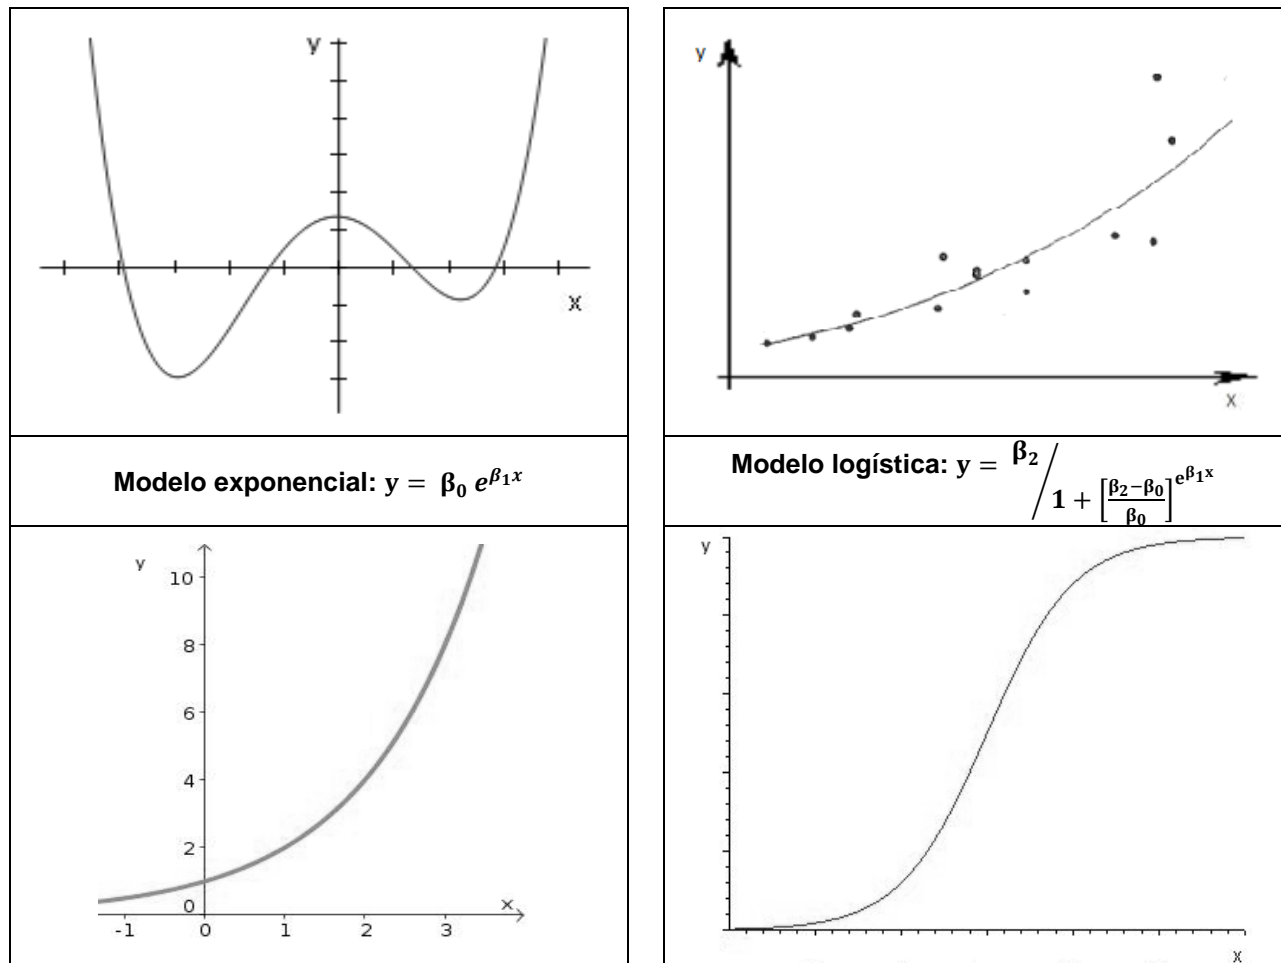 y
x
y
x
Modelo exponencial: y = β₀ e^{β₁x}
Modelo logística: y = β₂ / 1 + [(β₂−β₀)/β₀]^{e^{β₁x}}
y
10
8
6
4
2
0
-1 0 1 2 3
x
y
x